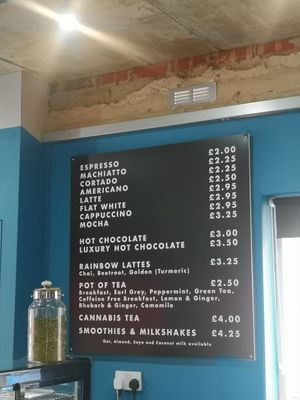 ESPRESSO £2.00
MACHIATTO £2.25
CORTADO £2.25
AMERICANO £2.50
LATTE £2.95
FLAT WHITE £2.95
CAPPUCCINO £2.95
MOCHA £3.25
HOT CHOCOLATE £3.00
LUXURY HOT CHOCOLATE £3.50
RAINBOW LATTES £3.25
Chai, Beetroot, Golden (Turmeric)
POT OF TEA £2.50
Breakfast, Earl Grey, Peppermint, Green Tea,
Caffeine Free Breakfast, Lemon & Ginger,
Rhubarb & Ginger, Camomile
CANNABIS TEA £4.00
SMOOTHIES & MILKSHAKES £4.25
Oat, Almond, Soya and Coconut milk available